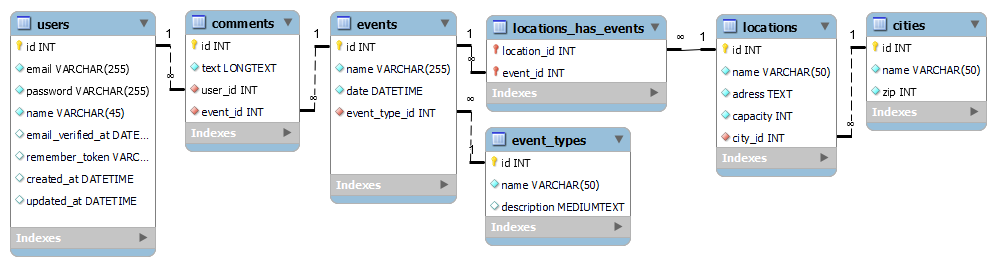 users
id INT
email VARCHAR(255)
password VARCHAR(255)
name VARCHAR(45)
email_verified_at DATE...
remember_token VARC...
created_at DATETIME
updated_at DATETIME
Indexes
1
∞
comments
id INT
text LONGTEXT
user_id INT
event_id INT
Indexes
1
∞
events
id INT
name VARCHAR(255)
date DATETIME
event_type_id INT
Indexes
1
∞
∞
1
locations_has_events
location_id INT
event_id INT
Indexes
event_types
id INT
name VARCHAR(50)
description MEDIUMTEXT
Indexes
∞
1
locations
id INT
name VARCHAR(50)
adress TEXT
capacity INT
city_id INT
Indexes
1
∞
cities
id INT
name VARCHAR(50)
zip INT
Indexes